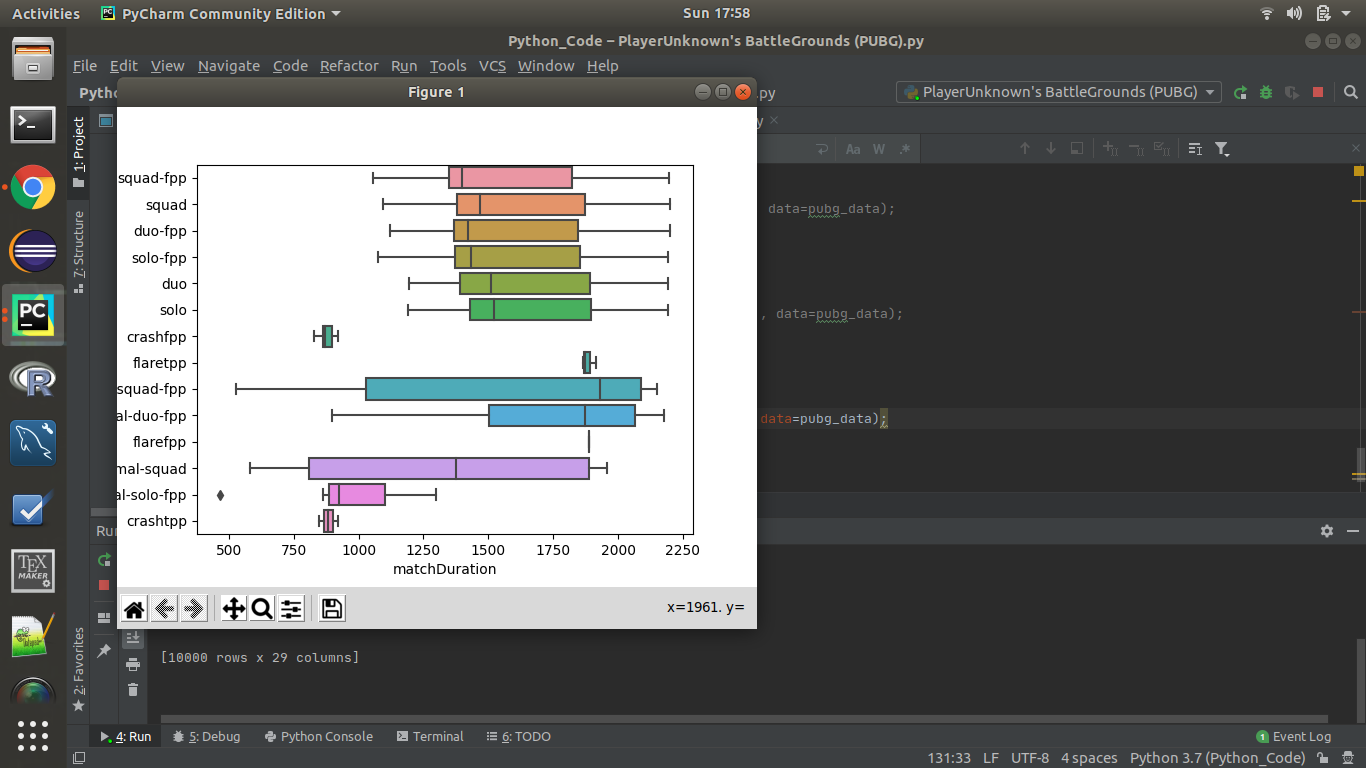 Activities PyCharm Community Edition Sun 17:58
Python_Code – PlayerUnknown's BattleGrounds (PUBG).py
File Edit View Navigate Code Refactor Run Tools VCS Window Help
Pytho Figure 1 .py PlayerUnknown's BattleGrounds (PUBG)
1: Project
7: Structure
2: Favorites
y
Aa W .*
squad-fpp
squad
duo-fpp
solo-fpp
duo
solo
crashfpp
flaretpp
squad-fpp
al-duo-fpp
flarefpp
mal-squad
al-solo-fpp
crashtpp
500 750 1000 1250 1500 1750 2000 2250
matchDuration
x=1961. y=
data=pubg_data);
, data=pubg_data);
data=pubg_data);
PC
R
TEX
MAKER
Run
[10000 rows x 29 columns]
4: Run 5: Debug Python Console Terminal 6: TODO 1 Event Log
131:33 LF UTF-8 4 spaces Python 3.7 (Python_Code)